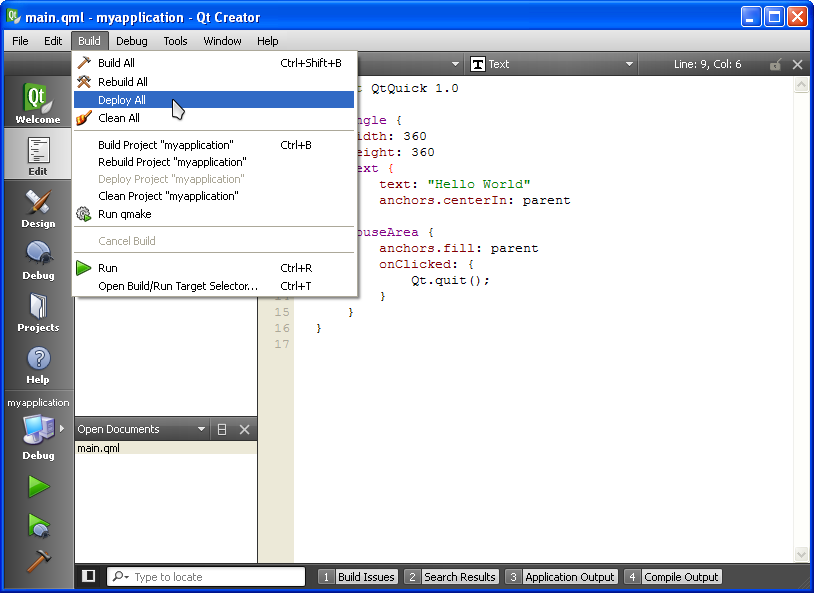 main.qml - myapplication - Qt Creator
File Edit Build Debug Tools Window Help
Build All Ctrl+Shift+B
Rebuild All
Deploy All
Clean All
Build Project "myapplication" Ctrl+B
Rebuild Project "myapplication"
Deploy Project "myapplication"
Clean Project "myapplication"
Run qmake
Cancel Build
Run Ctrl+R
Open Build/Run Target Selector... Ctrl+T
Text
Line: 9, Col: 6
Qt
Welcome
Edit
Design
Debug
Projects
Help
myapplication
Debug
QtQuick 1.0
ngle {
idth: 360
eight: 360
ext {
text: "Hello World"
anchors.centerIn: parent
ouseArea {
anchors.fill: parent
onClicked: {
Qt.quit();
}
15 }
16 }
17
Open Documents
main.qml
Type to locate
1 Build Issues 2 Search Results 3 Application Output 4 Compile Output